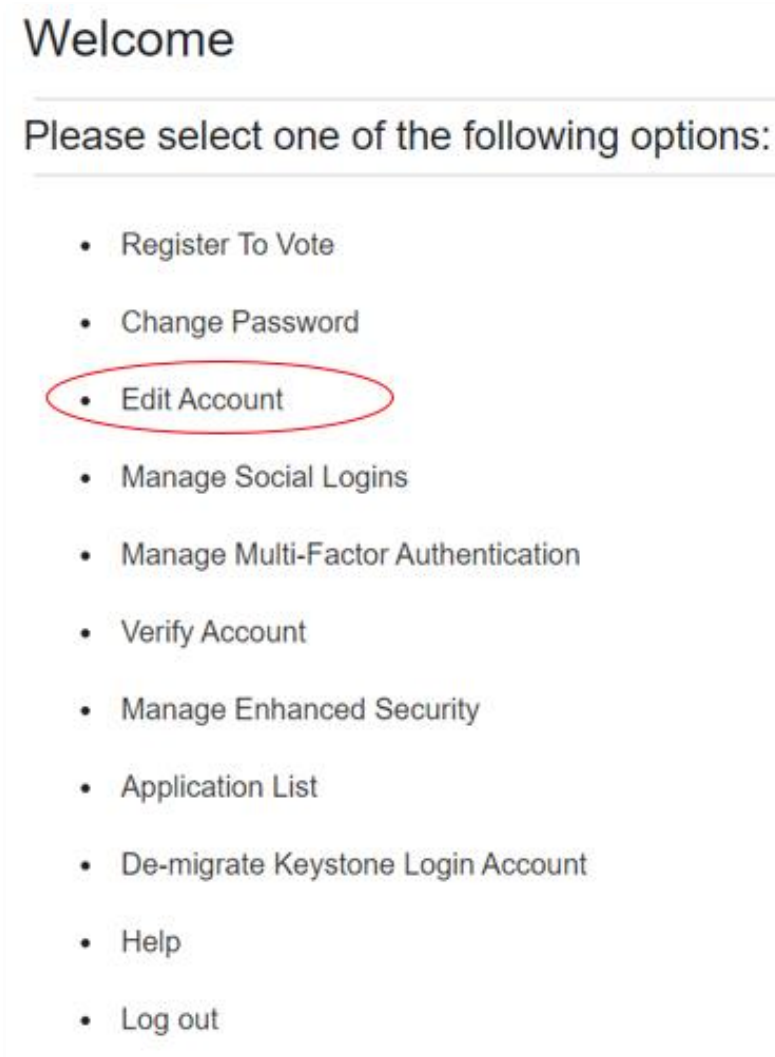 Welcome
Please select one of the following options:
Register To Vote
Change Password
Edit Account
Manage Social Logins
Manage Multi-Factor Authentication
Verify Account
Manage Enhanced Security
Application List
De-migrate Keystone Login Account
Help
Log out